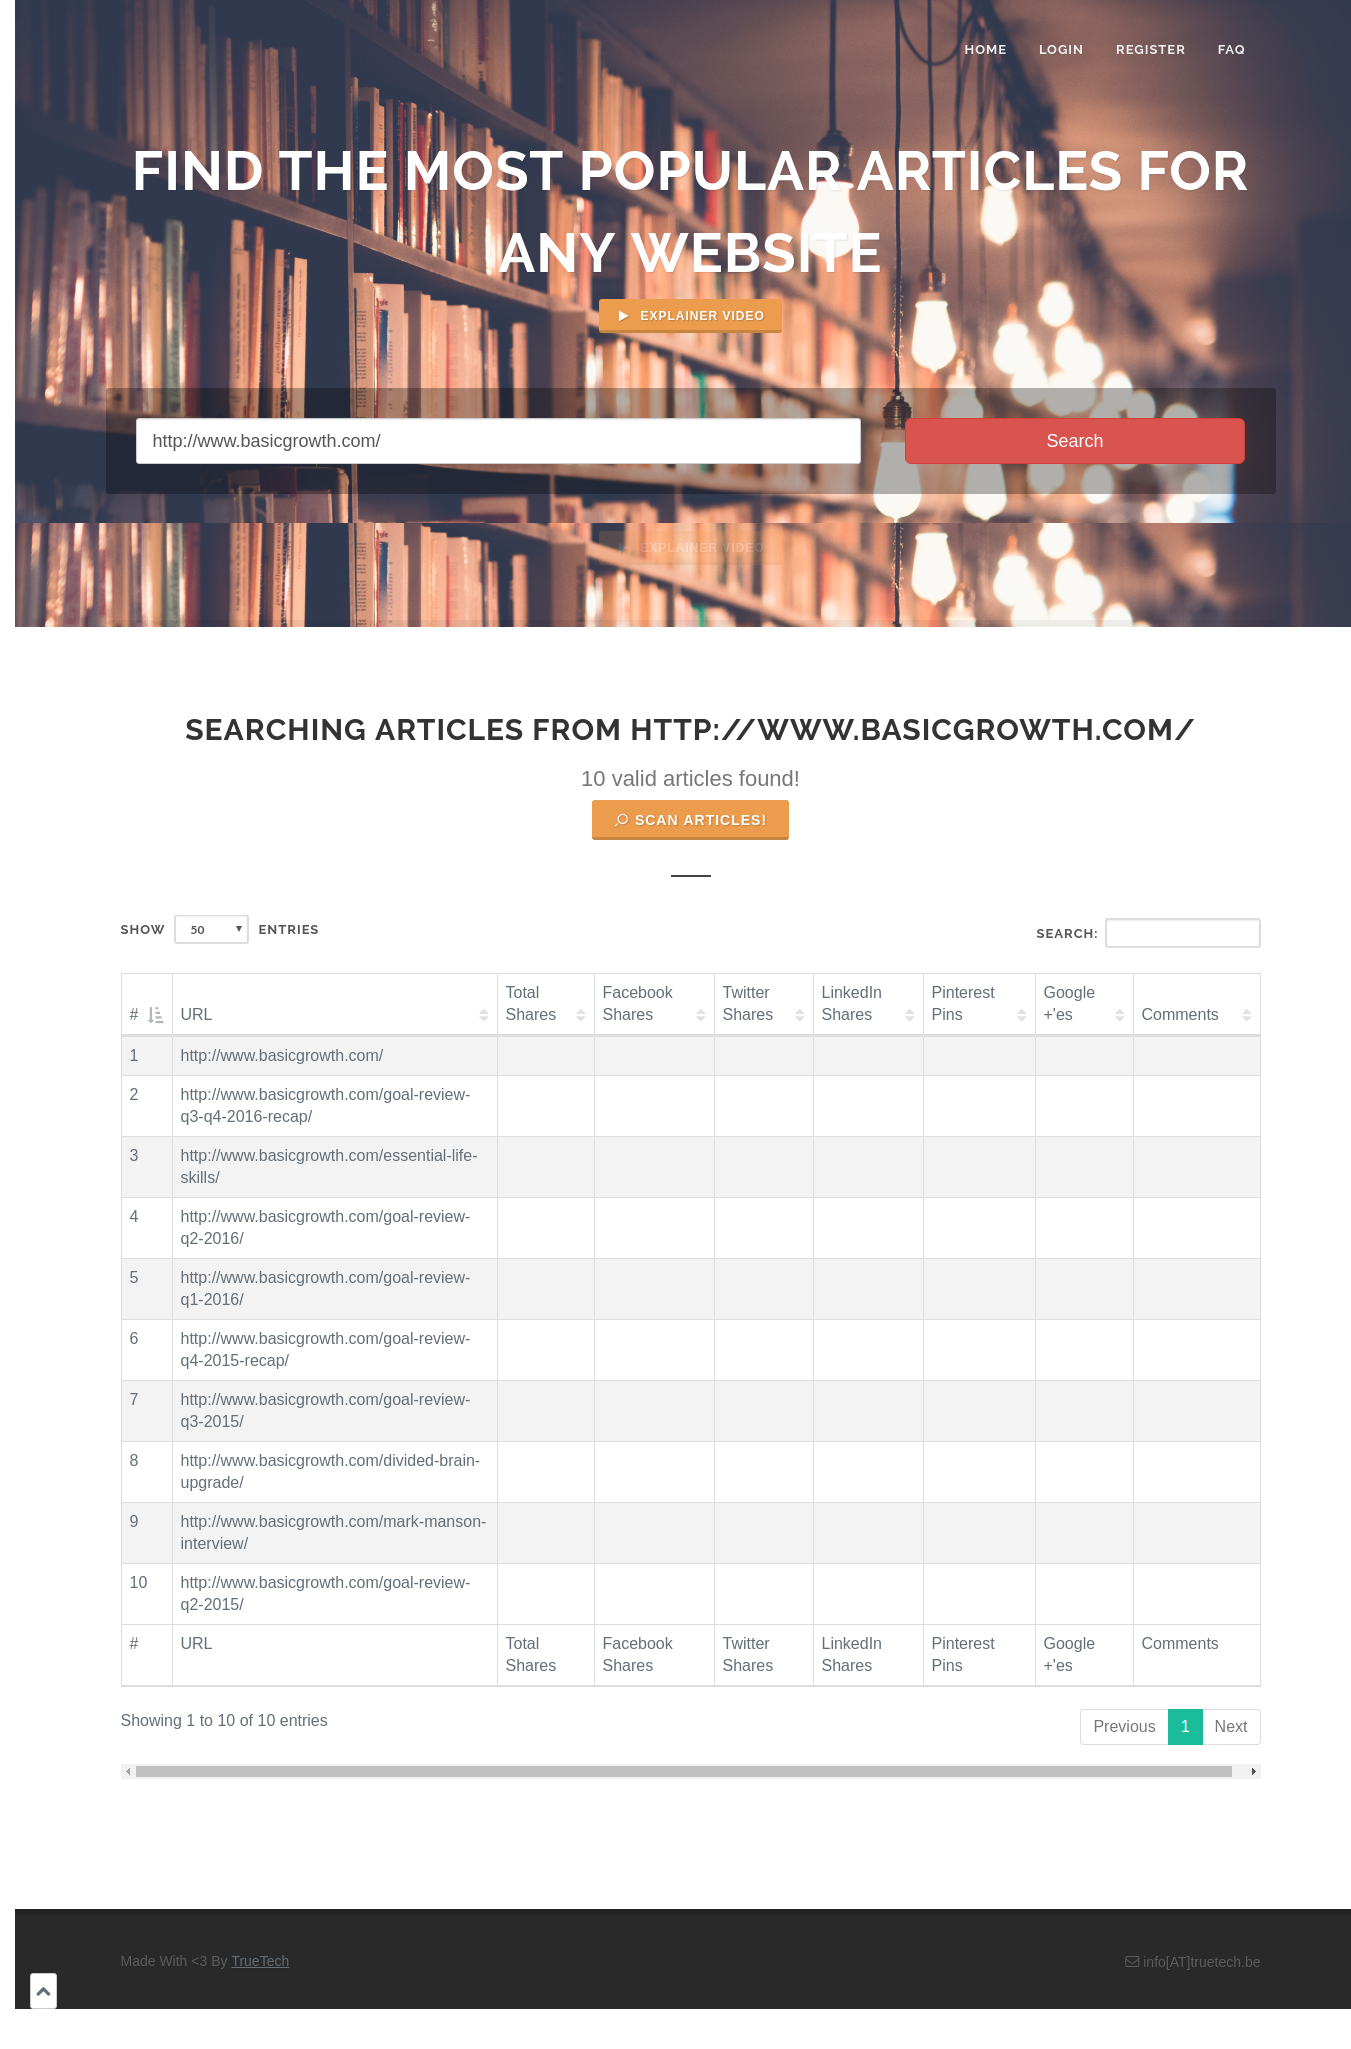 HOME LOGIN REGISTER FAQ
FIND THE MOST POPULAR ARTICLES FOR
ANY WEBSITE
EXPLAINER VIDEO
http://www.basicgrowth.com/ Search
EXPLAINER VIDEO
SEARCHING ARTICLES FROM HTTP://WWW.BASICGROWTH.COM/
10 valid articles found!
SCAN ARTICLES!
SHOW 50 ENTRIES SEARCH:
# URL Total Shares Facebook Shares Twitter Shares LinkedIn Shares Pinterest Pins Google +'es Comments
1 http://www.basicgrowth.com/
2 http://www.basicgrowth.com/goal-review-
q3-q4-2016-recap/
3 http://www.basicgrowth.com/essential-life-
skills/
4 http://www.basicgrowth.com/goal-review-
q2-2016/
5 http://www.basicgrowth.com/goal-review-
q1-2016/
6 http://www.basicgrowth.com/goal-review-
q4-2015-recap/
7 http://www.basicgrowth.com/goal-review-
q3-2015/
8 http://www.basicgrowth.com/divided-brain-
upgrade/
9 http://www.basicgrowth.com/mark-manson-
interview/
10 http://www.basicgrowth.com/goal-review-
q2-2015/
# URL Total Shares Facebook Shares Twitter Shares LinkedIn Shares Pinterest Pins Google +'es Comments
Showing 1 to 10 of 10 entries Previous 1 Next
Made With <3 By TrueTech info[AT]truetech.be